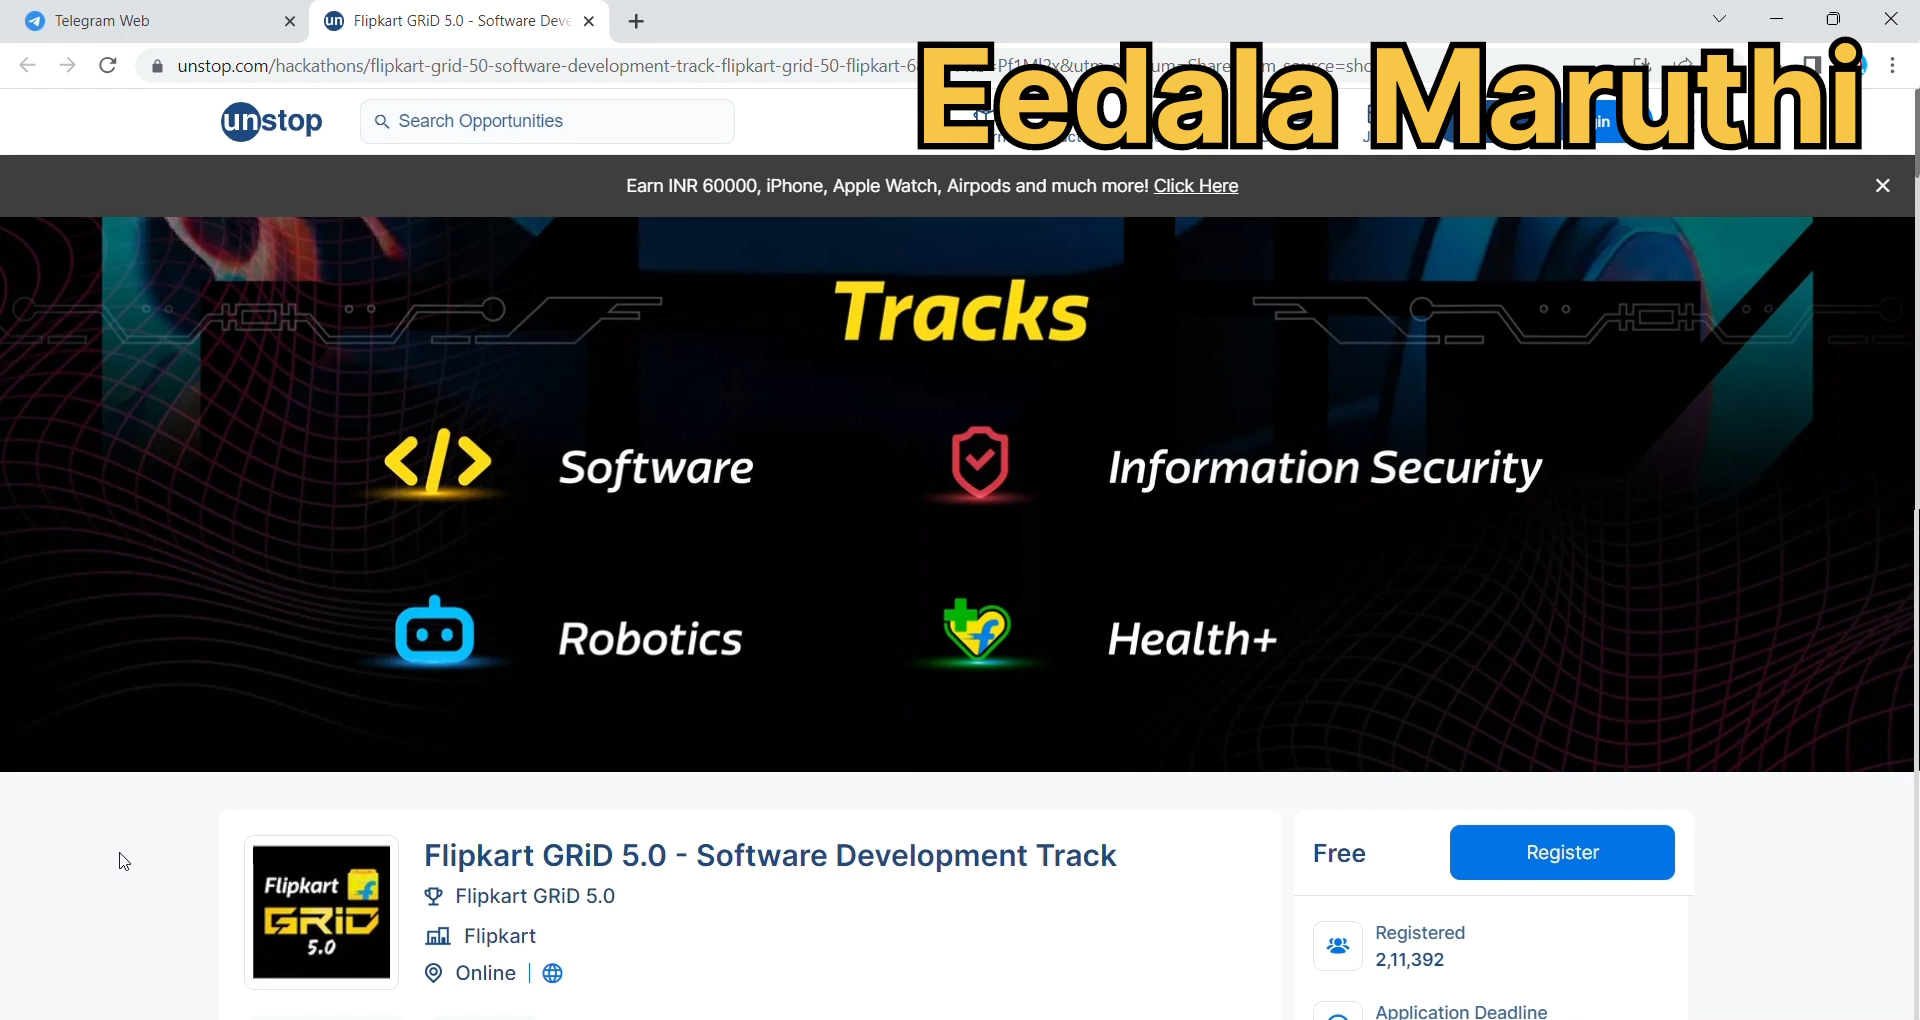 Telegram Web
Flipkart GRiD 5.0 - Software Deve
unstop.com/hackathons/flipkart-grid-50-software-development-track-flipkart-grid-50-flipkart-6
Eedala Maruthi
unstop
Search Opportunities
Earn INR 60000, iPhone, Apple Watch, Airpods and much more! Click Here
Tracks
Software
Information Security
Robotics
Health+
Flipkart GRiD 5.0 - Software Development Track
Free
Register
Flipkart
GRiD
5.0
Flipkart GRiD 5.0
Flipkart
Online
Registered
2,11,392
Application Deadline